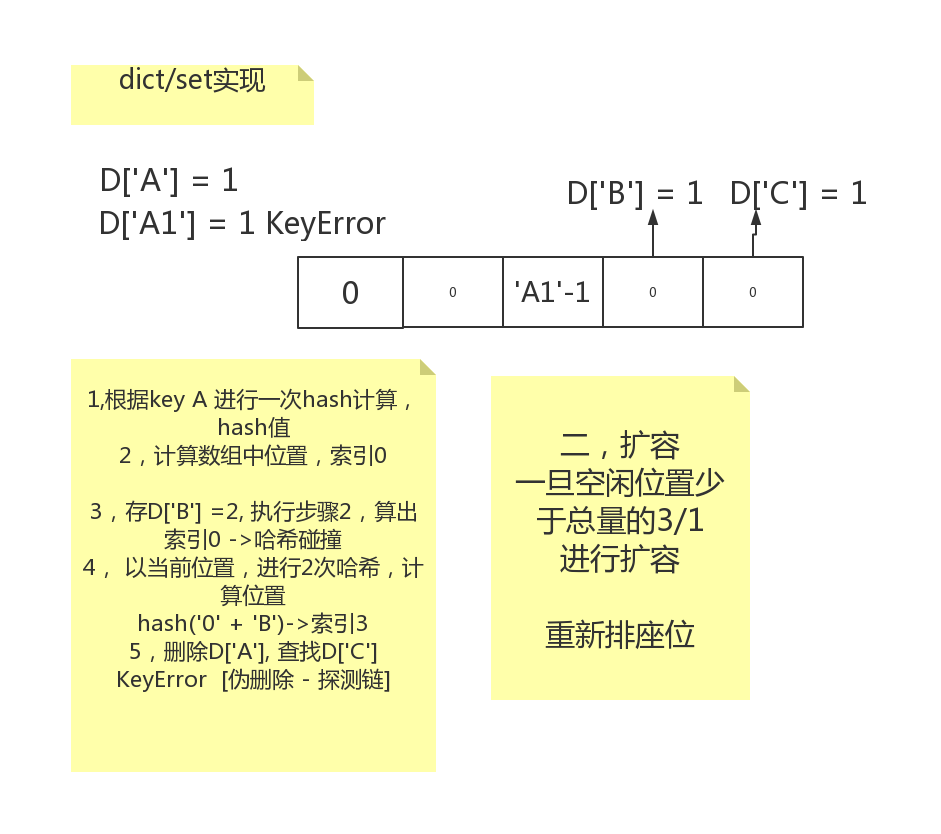 dict/set实现
D['A'] = 1
D['A1'] = 1 KeyError
D['B'] = 1
D['C'] = 1
0
0
'A1'-1
0
0
1,根据key A 进行一次hash计算，
hash值
2，计算数组中位置，索引0
3，存D['B'] =2, 执行步骤2，算出
索引0 ->哈希碰撞
4， 以当前位置，进行2次哈希，计
算位置
hash('0' + 'B')->索引3
5，删除D['A'], 查找D['C']
KeyError  [伪删除 - 探测链]
二，扩容
一旦空闲位置少
于总量的3/1
进行扩容
重新排座位